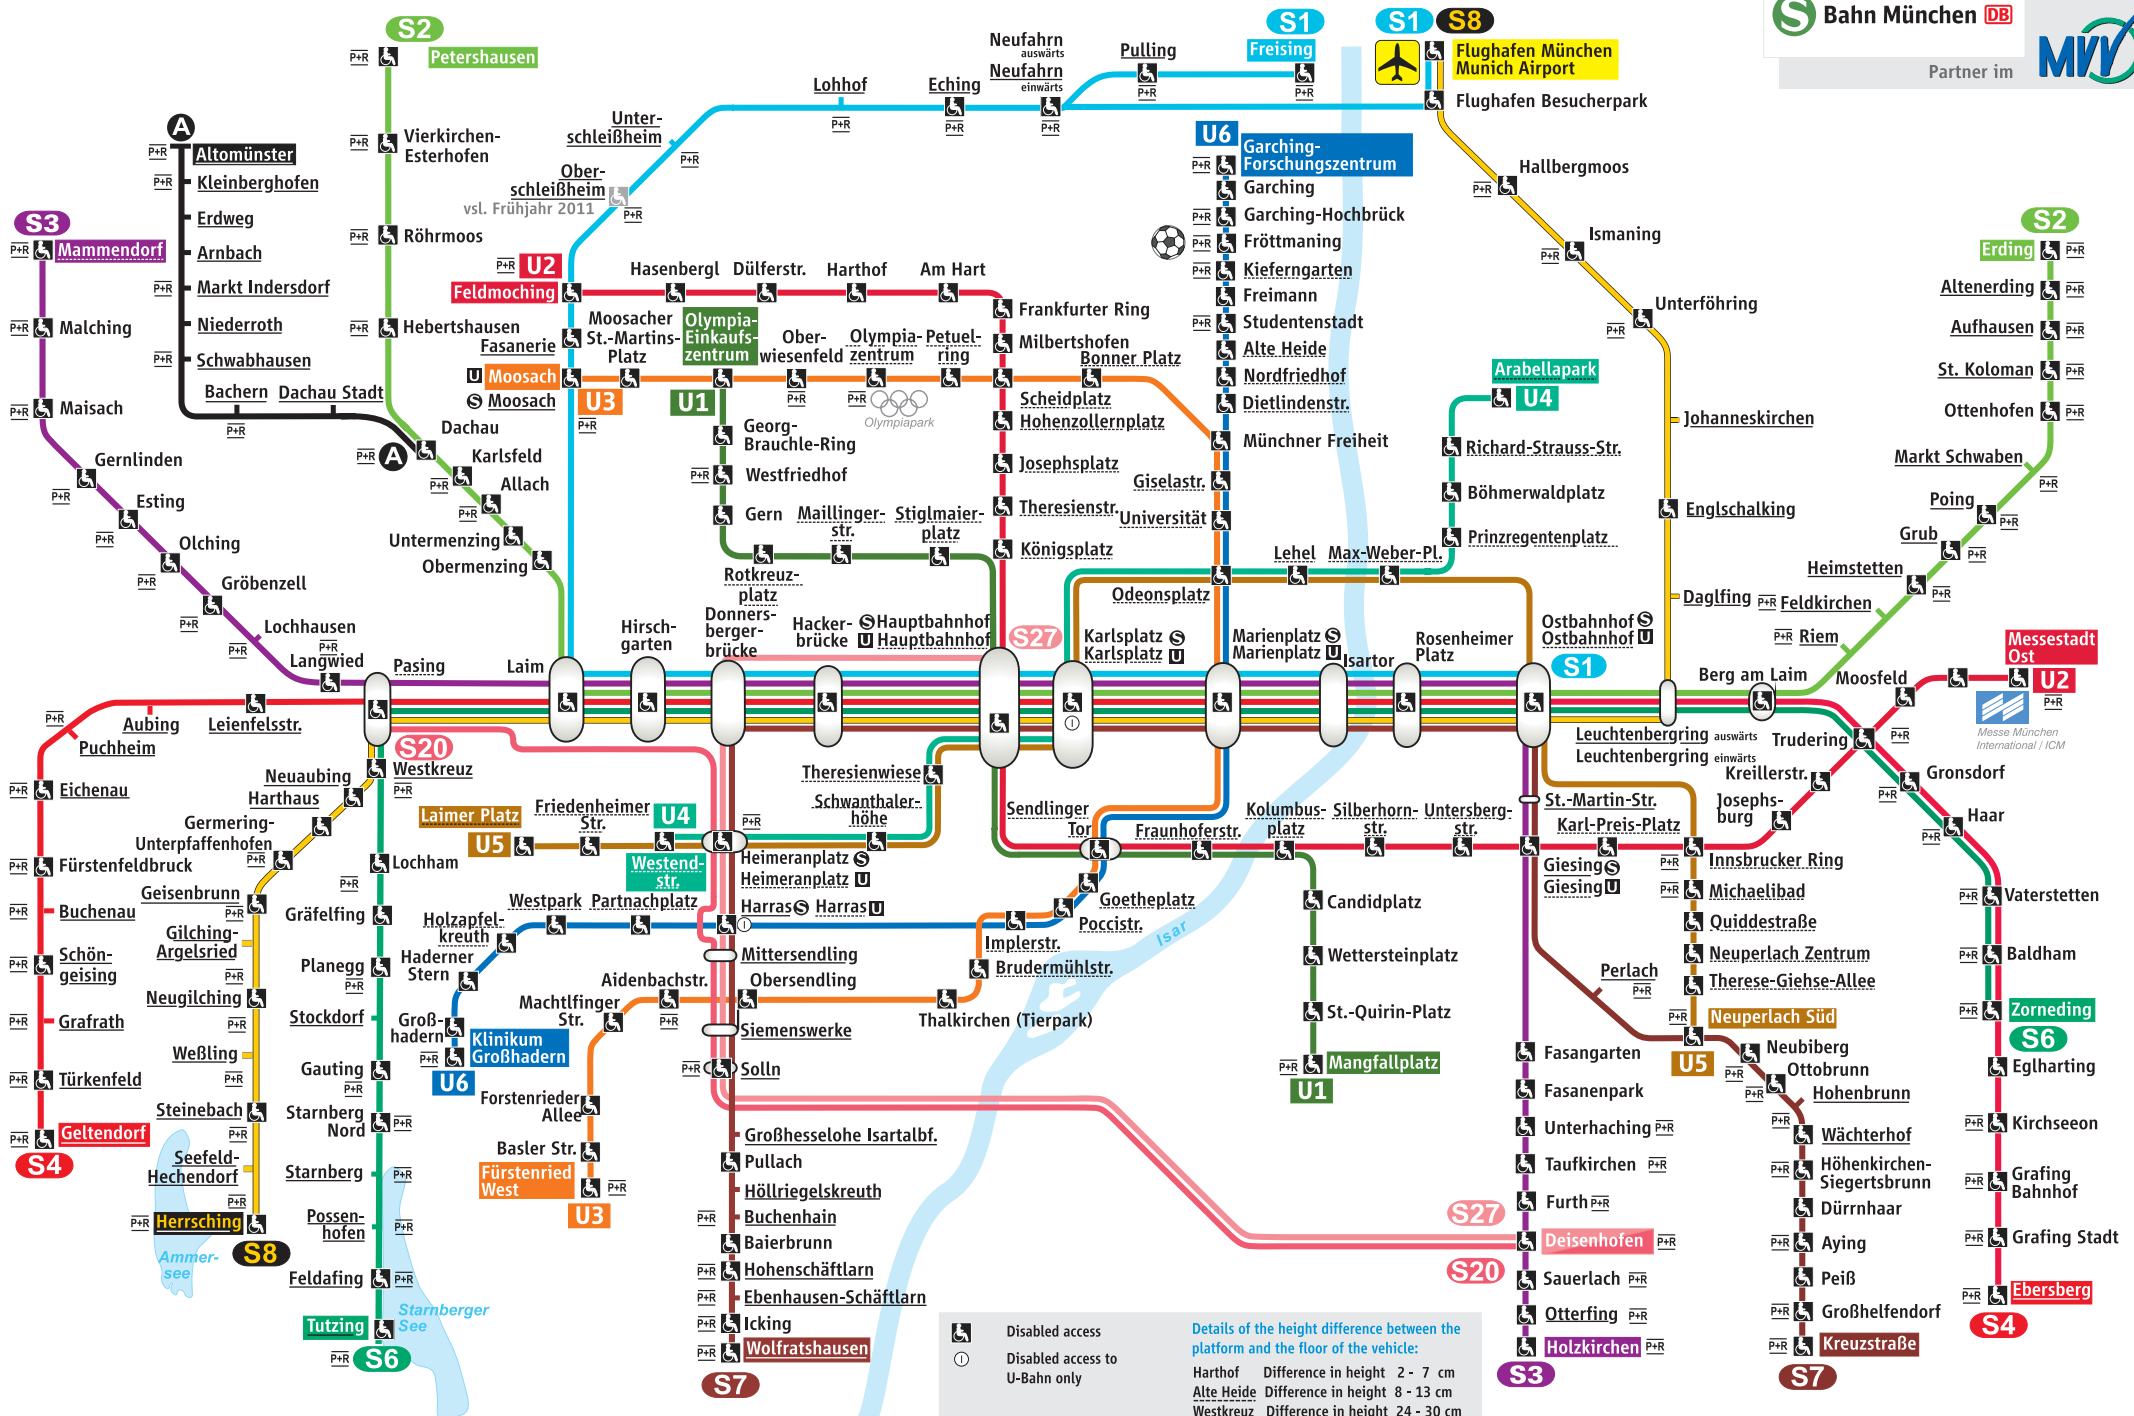 S2
Petershausen
P+R
Vierkirchen-
Esterhofen
P+R
Röhrmoos
P+R
Hebertshausen
P+R
A
Altomünster
P+R
Kleinberghofen
P+R
Erdweg
Arnbach
Markt Indersdorf
P+R
Niederroth
Schwabhausen
P+R
Bachern
P+R
Dachau Stadt
Dachau
P+R
A
Karlsfeld
P+R
Allach
P+R
Untermenzing
Obermenzing
S3
Mammendorf
P+R
Malching
P+R
Maisach
P+R
Gernlinden
P+R
Esting
P+R
Olching
P+R
Gröbenzell
P+R
Lochhausen
P+R
Langwied
P+R
S1
Freising
P+R
Pulling
P+R
Neufahrn
auswärts
Neufahrn
einwärts
P+R
Eching
P+R
Lohhof
P+R
Unter-
schleißheim
P+R
Ober-
schleißheim
vsl. Frühjahr 2011
P+R
S1
S8
Flughafen München
Munich Airport
Flughafen Besucherpark
Hallbergmoos
P+R
Ismaning
P+R
Unterföhring
P+R
Johanneskirchen
Englschalking
Daglfing
S Bahn München DB
Partner im
MVV
U2
P+R
Feldmoching
Hasenbergl
Dülferstr.
Harthof
Am Hart
Frankfurter Ring
Milbertshofen
Scheidplatz
Hohenzollernplatz
Josephsplatz
Theresienstr.
Königsplatz
Fasanerie
U Moosach
S Moosach
U3
P+R
Moosacher
St.-Martins-
Platz
Olympia-
Einkaufs-
zentrum
Ober-
wiesenfeld
P+R
Olympia-
zentrum
P+R
Olympiapark
Petuel-
ring
Bonner Platz
U1
Georg-
Brauchle-Ring
Westfriedhof
P+R
Gern
Rotkreuz-
platz
Maillinger-
str.
Stiglmaier-
platz
U6
Garching-
Forschungszentrum
P+R
Garching
Garching-Hochbrück
P+R
Fröttmaning
P+R
Kieferngarten
P+R
Freimann
Studentenstadt
P+R
Alte Heide
Nordfriedhof
Dietlindenstr.
Münchner Freiheit
Giselastr.
Universität
Odeonsplatz
Lehel
Max-Weber-Pl.
Arabellapark
U4
Richard-Strauss-Str.
Böhmerwaldplatz
Prinzregentenplatz
S2
Erding
P+R
Altenerding
P+R
Aufhausen
P+R
St. Koloman
P+R
Ottenhofen
P+R
Markt Schwaben
P+R
Poing
P+R
Grub
P+R
Heimstetten
P+R
P+R Feldkirchen
P+R Riem
Berg am Laim
Pasing
Laim
Hirsch-
garten
Donners-
berger-
brücke
Hacker-
brücke
S Hauptbahnhof
U Hauptbahnhof
S27
Karlsplatz S
Karlsplatz U
Marienplatz S
Marienplatz U
Isartor
Rosenheimer
Platz
Ostbahnhof S
Ostbahnhof U
S1
Leuchtenbergring auswärts
Leuchtenbergring einwärts
Messestadt
Ost
U2
P+R
Moosfeld
Messe München
International / ICM
Trudering
P+R
Kreillerstr.
Josephs-
burg
Gronsdorf
P+R
Haar
P+R
Vaterstetten
P+R
Baldham
P+R
Zorneding
P+R
S6
Eglharting
Kirchseeon
P+R
Grafing
Bahnhof
P+R
Grafing Stadt
P+R
Ebersberg
P+R
S4
Leienfelsstr.
Aubing
Puchheim
P+R
Eichenau
P+R
Fürstenfeldbruck
P+R
Buchenau
P+R
Schön-
geising
P+R
Grafrath
P+R
Türkenfeld
P+R
Geltendorf
P+R
S4
S20
Westkreuz
P+R
Neuaubing
Harthaus
Germering-
Unterpfaffenhofen
P+R
Geisenbrunn
P+R
Gilching-
Argelsried
P+R
Neugilching
P+R
Weßling
P+R
Steinebach
P+R
Seefeld-
Hechendorf
P+R
Herrsching
P+R
S8
Ammer-
see
Lochham
P+R
Gräfelfing
Planegg
P+R
Stockdorf
Gauting
P+R
Starnberg
Nord
P+R
Starnberg
P+R
Possen-
hofen
P+R
Feldafing
P+R
Tutzing
P+R
S6
Starnberger
See
Laimer Platz
U5
Friedenheimer
Str.
U4
Westend-
str.
P+R
Heimeranplatz S
Heimeranplatz U
Schwanthaler-
höhe
Theresienwiese
Harras S Harras U
Partnachplatz
Westpark
Holzapfel-
kreuth
Haderner
Stern
Groß-
hadern
Klinikum
Großhadern
P+R
U6
Mittersendling
Obersendling
Aidenbachstr.
P+R
Machtlfinger
Str.
Forstenrieder
Allee
Basler Str.
Fürstenried
West
P+R
U3
Siemenswerke
P+R
Solln
Großhesselohe Isartalbf.
Pullach
Höllriegelskreuth
P+R
Buchenhain
Baierbrunn
P+R
Hohenschäftlarn
P+R
Ebenhausen-Schäftlarn
P+R
Icking
P+R
Wolfratshausen
S7
Sendlinger
Tor
Goetheplatz
Poccistr.
Implerstr.
Brudermühlstr.
Thalkirchen (Tierpark)
Isar
Fraunhoferstr.
Kolumbus-
platz
Silberhorn-
str.
Untersberg-
str.
Candidplatz
Wettersteinplatz
St.-Quirin-Platz
Mangfallplatz
P+R
U1
St.-Martin-Str.
Karl-Preis-Platz
Giesing S
Giesing U
Innsbrucker Ring
P+R
Michaelibad
P+R
Quiddestraße
Neuperlach Zentrum
Therese-Giehse-Allee
Neuperlach Süd
P+R
U5
Perlach
P+R
Neubiberg
P+R
Ottobrunn
P+R
Hohenbrunn
P+R
Wächterhof
Höhenkirchen-
Siegertsbrunn
P+R
Dürrnhaar
Aying
P+R
Peiß
Großhelfendorf
P+R
Kreuzstraße
P+R
S7
Fasangarten
Fasanenpark
Unterhaching P+R
Taufkirchen P+R
Furth P+R
S27
Deisenhofen P+R
S20
Sauerlach P+R
Otterfing P+R
Holzkirchen P+R
S3
Disabled access
Disabled access to
U-Bahn only
Details of the height difference between the
platform and the floor of the vehicle:
Harthof Difference in height 2 - 7 cm
Alte Heide Difference in height 8 - 13 cm
Westkreuz Difference in height 24 - 30 cm